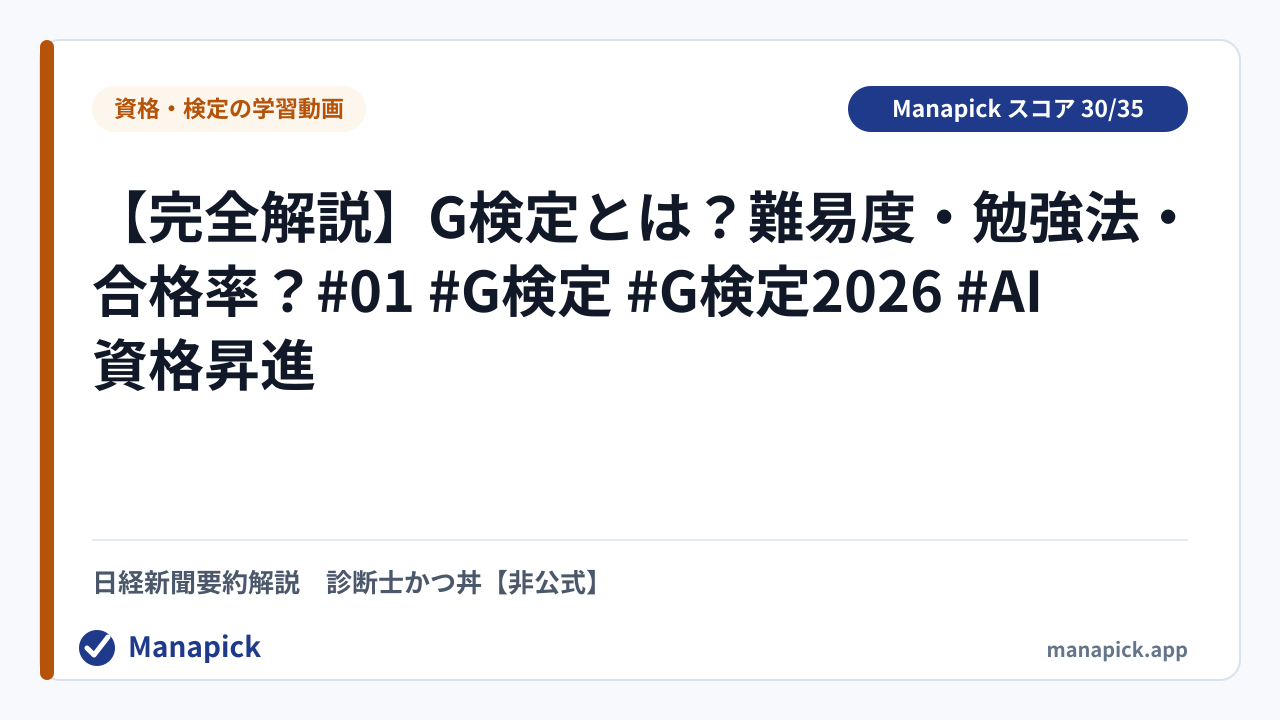 資格・検定の学習動画
Manapick スコア 30/35
【完全解説】G検定とは？難易度・勉強法・
合格率？#01 #G検定 #G検定2026 #AI
資格昇進
日経新聞要約解説　診断士かつ丼【非公式】
Manapick
manapick.app